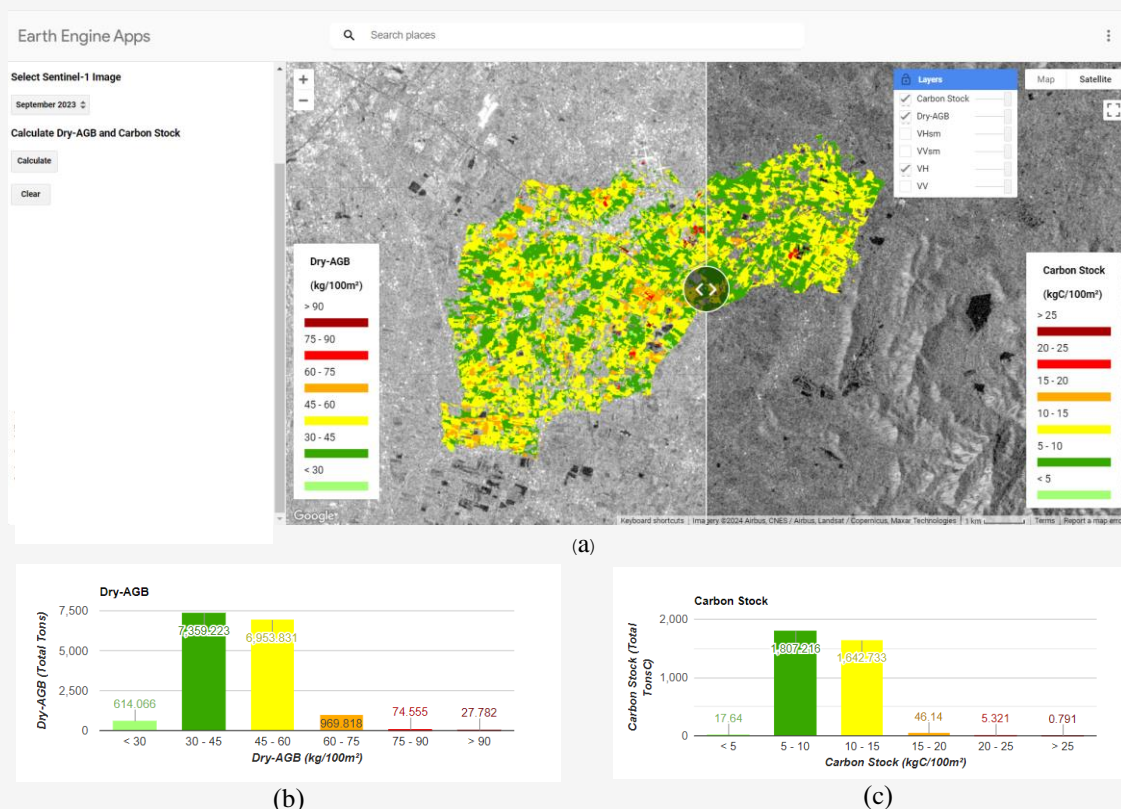 Earth Engine Apps
Search places
Select Sentinel-1 Image
September 2023
Calculate Dry-AGB and Carbon Stock
Calculate
Clear
+
−
Layers
Carbon Stock
Dry-AGB
VHsm
VVsm
VH
VV
Map Satellite
Dry-AGB
(kg/100m²)
> 90
75 - 90
60 - 75
45 - 60
30 - 45
< 30
Carbon Stock
(kgC/100m²)
> 25
20 - 25
15 - 20
10 - 15
5 - 10
< 5
Google
Keyboard shortcuts Imagery ©2024 Airbus, CNES / Airbus, Landsat / Copernicus, Maxar Technologies 1 km Terms Report a map error
(a)
Dry-AGB
Dry-AGB (Total Tons)
7,500
5,000
2,500
0
614.066
7,359.223
6,953.831
969.818
74.555
27.782
< 30 30 - 45 45 - 60 60 - 75 75 - 90 > 90
Dry-AGB (kg/100m²)
(b)
Carbon Stock
Carbon Stock (Total
TonsC)
2,000
1,000
0
17.64
1,807.216
1,642.733
46.14
5.321
0.791
< 5 5 - 10 10 - 15 15 - 20 20 - 25 > 25
Carbon Stock (kgC/100m²)
(c)